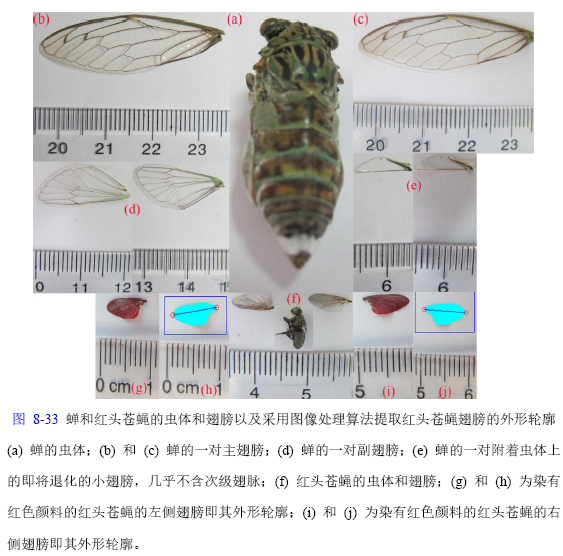 (b)
(a)
(c)
20 21 22 23
20 21 22 23
(d)
(e)
0 11 12 13 14 1
6 6
(f)
(g)
(h)
(i)
(j)
0 cm 1
0 cm 1
4 5
5
5 6
图 8-33 蝉和红头苍蝇的虫体和翅膀以及采用图像处理算法提取红头苍蝇翅膀的外形轮廓
(a) 蝉的虫体；(b) 和 (c) 蝉的一对主翅膀；(d) 蝉的一对副翅膀；(e) 蝉的一对附着虫体上
的即将退化的小翅膀，几乎不含次级翅脉；(f) 红头苍蝇的虫体和翅膀；(g) 和 (h) 为染有
红色颜料的红头苍蝇的左侧翅膀即其外形轮廓；(i) 和 (j) 为染有红色颜料的红头苍蝇的右
侧翅膀即其外形轮廓。